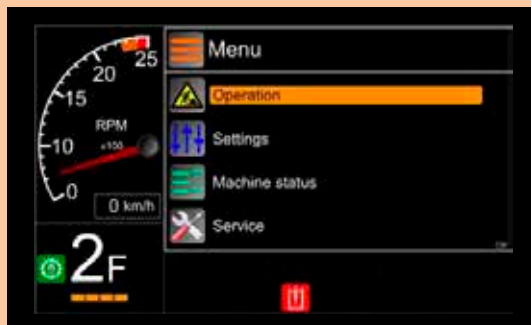 Menu
25
20
15
10
0
RPM
x100
0 km/h
Operation
Settings
Machine status
Service
2F